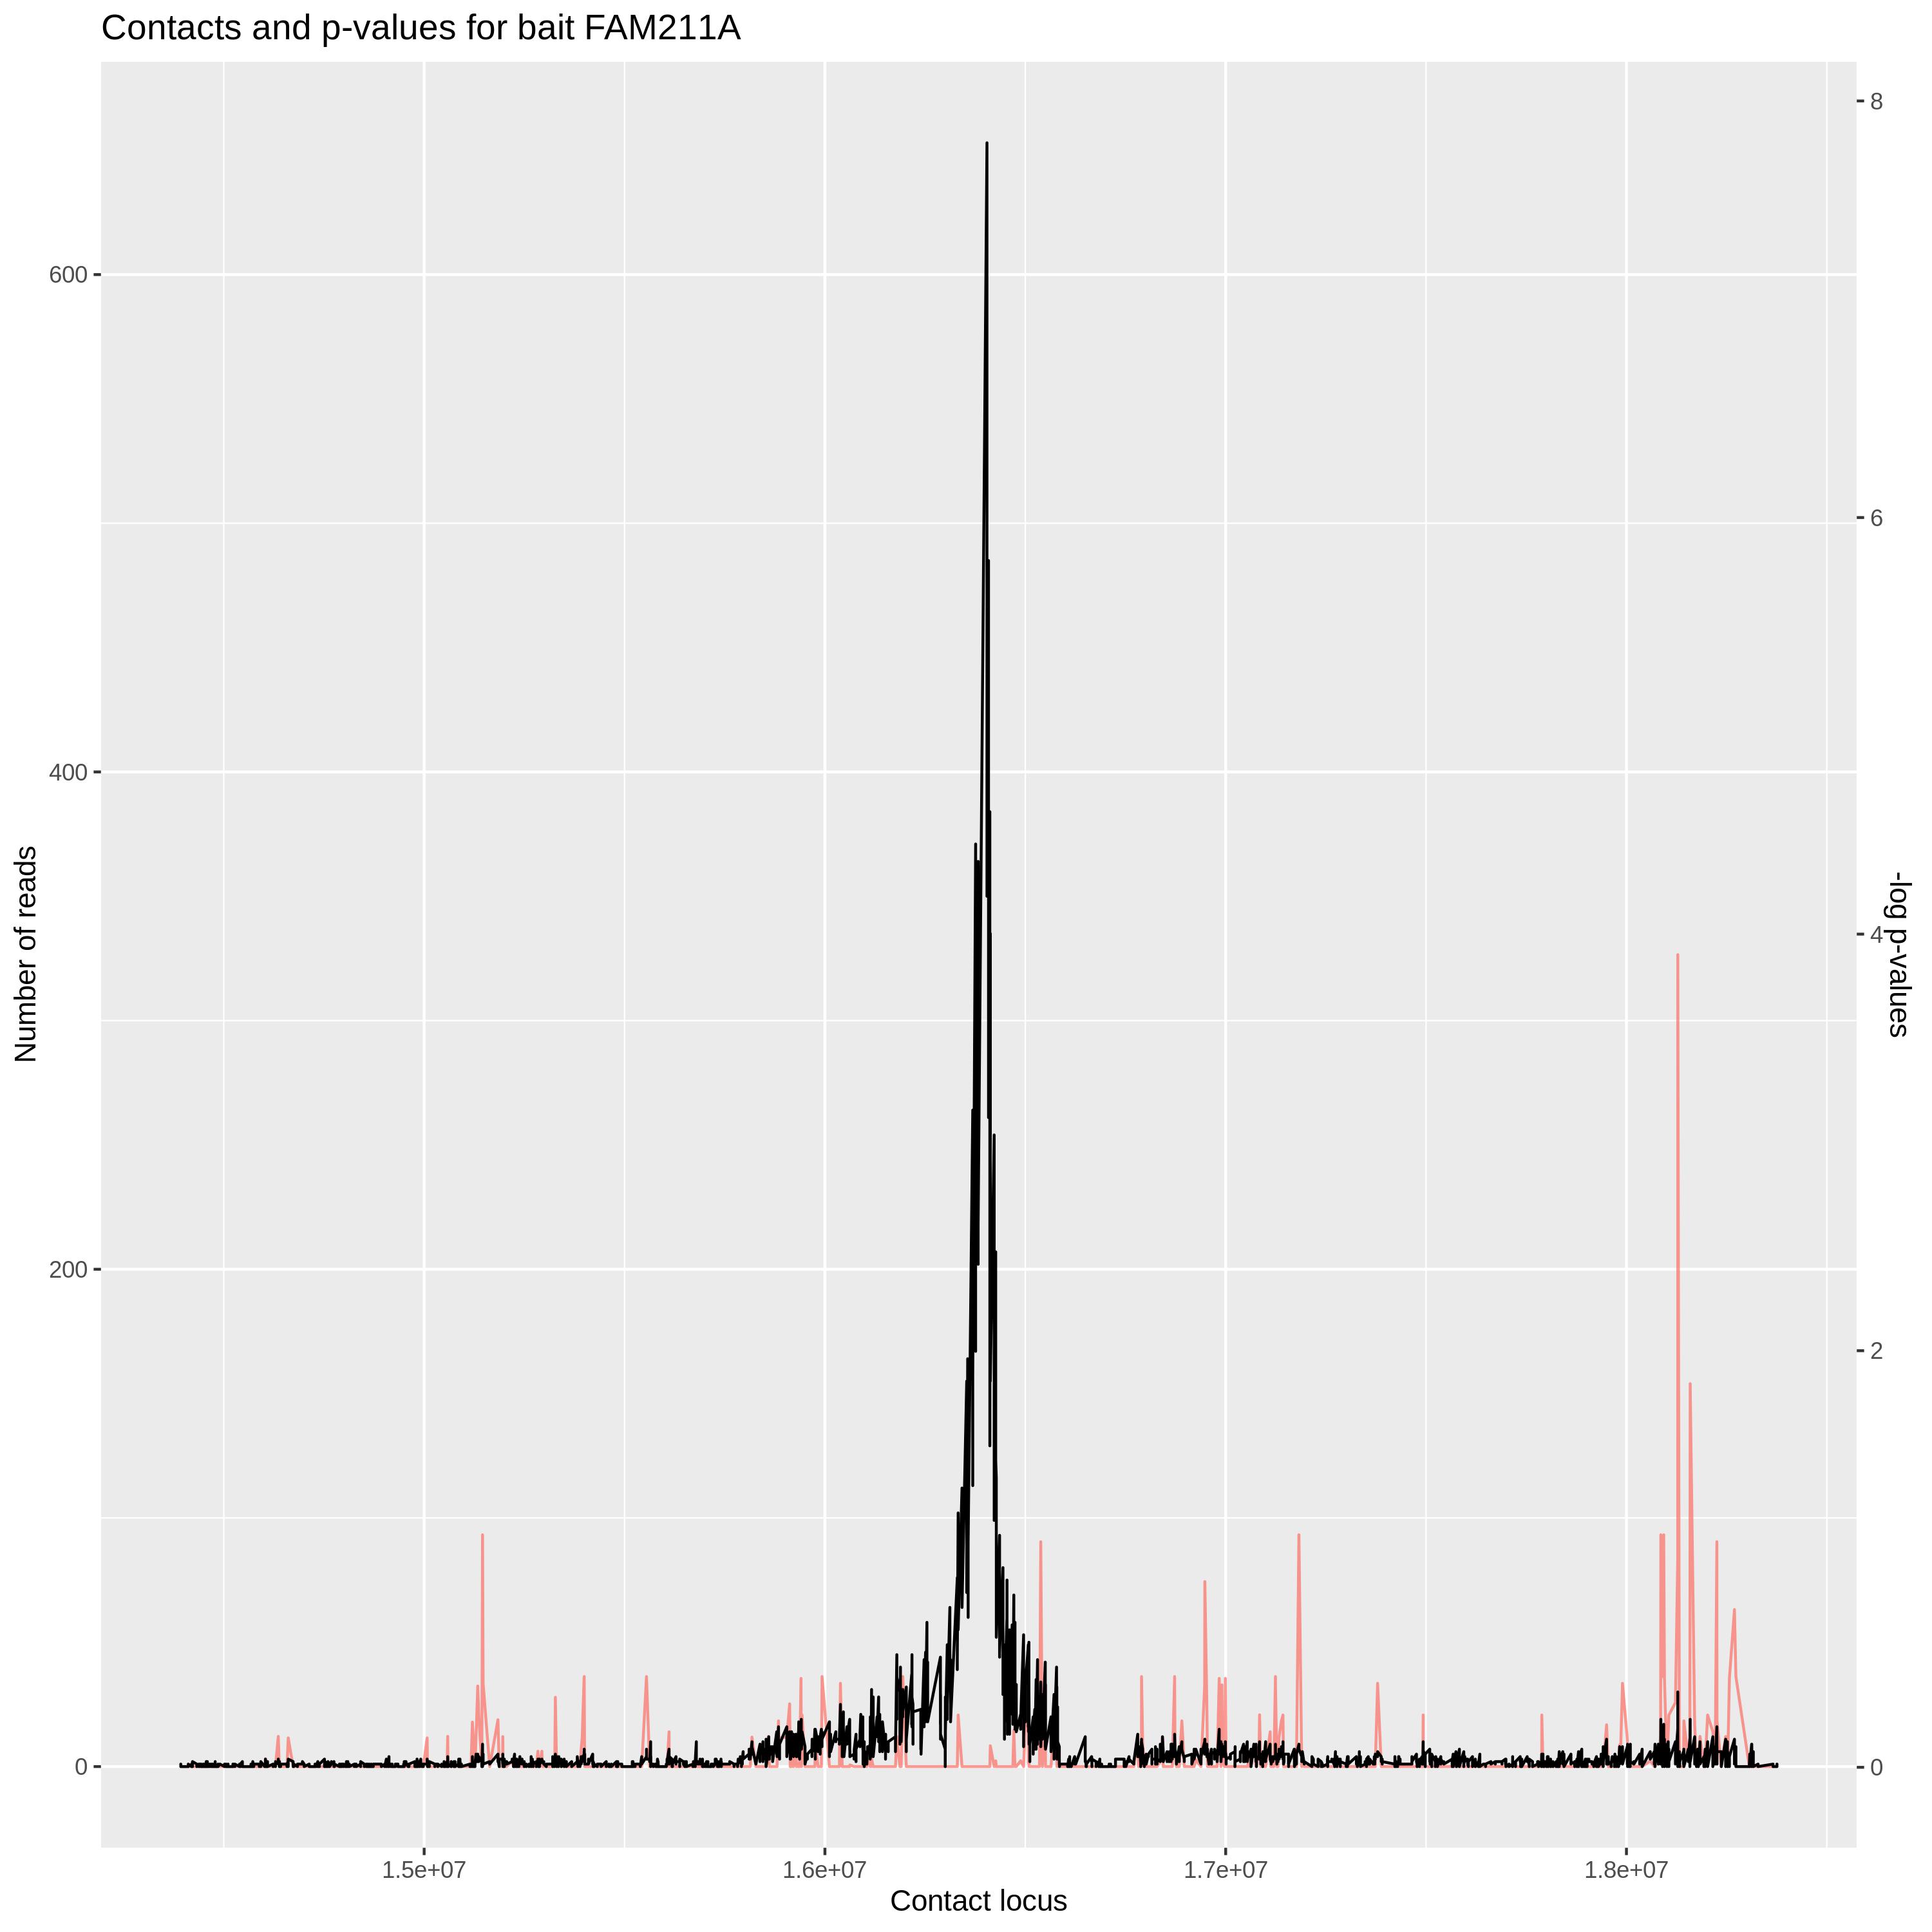 Contacts and p-values for bait FAM211A
Number of reads
600
400
200
0
8
6
4
2
0
-log p-values
1.5e+07
1.6e+07
1.7e+07
1.8e+07
Contact locus